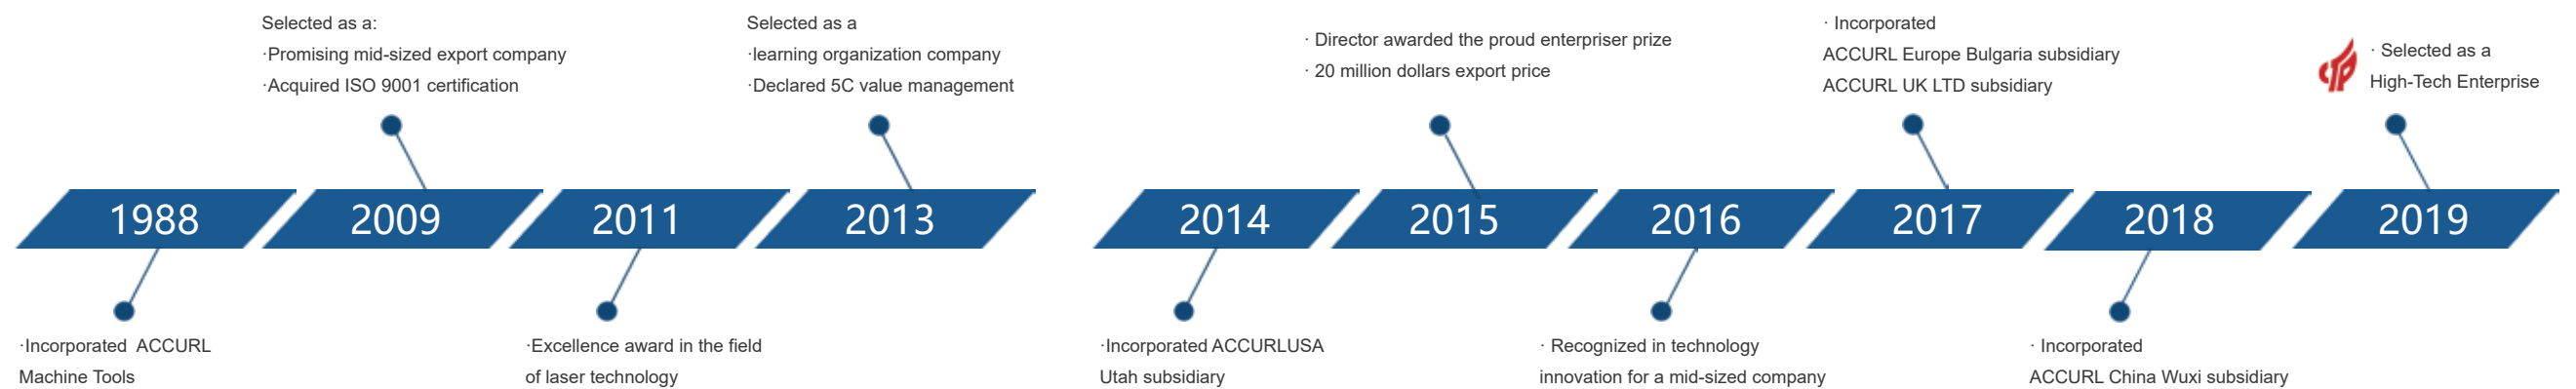 Selected as a:
·Promising mid-sized export company
·Acquired ISO 9001 certification
Selected as a
·learning organization company
·Declared 5C value management
· Director awarded the proud enterpriser prize
· 20 million dollars export price
· Incorporated
ACCURL Europe Bulgaria subsidiary
ACCURL UK LTD subsidiary
· Selected as a
High-Tech Enterprise
1988
2009
2011
2013
2014
2015
2016
2017
2018
2019
·Incorporated ACCURL
Machine Tools
·Excellence award in the field
of laser technology
·Incorporated ACCURLUSA
Utah subsidiary
· Recognized in technology
innovation for a mid-sized company
· Incorporated
ACCURL China Wuxi subsidiary